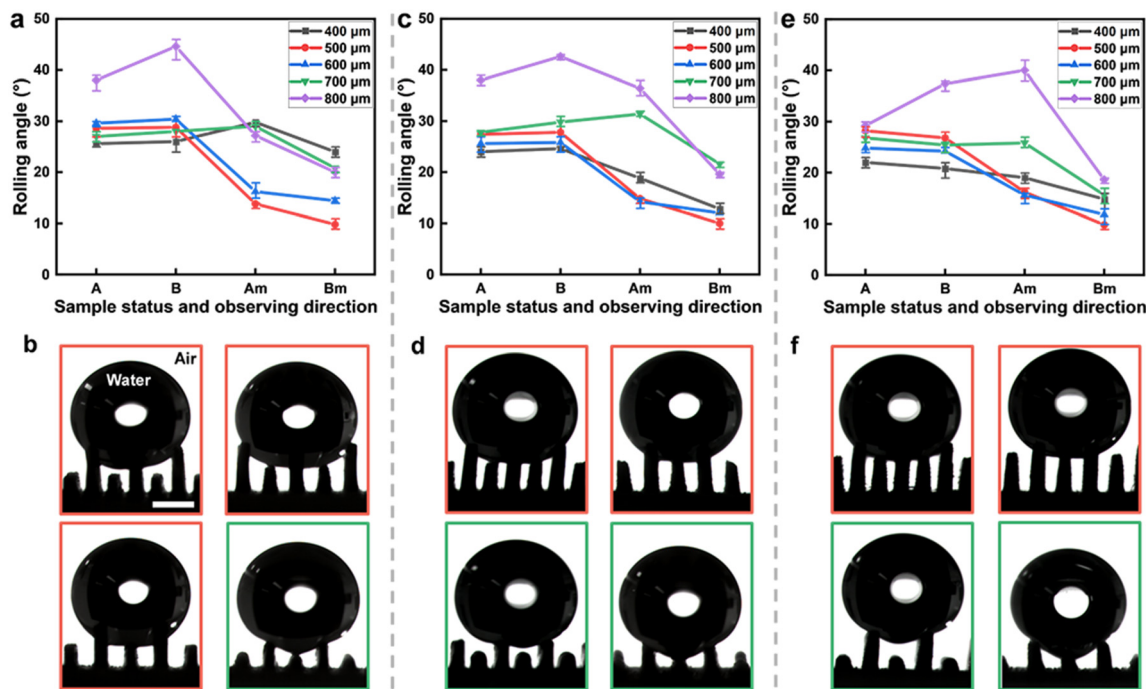 a
50
40
30
20
10
0
Rolling angle (°)
400 μm
500 μm
600 μm
700 μm
800 μm
A
B
Am
Bm
Sample status and observing direction
c
50
40
30
20
10
0
Rolling angle (°)
400 μm
500 μm
600 μm
700 μm
800 μm
A
B
Am
Bm
Sample status and observing direction
e
50
40
30
20
10
0
Rolling angle (°)
400 μm
500 μm
600 μm
700 μm
800 μm
A
B
Am
Bm
Sample status and observing direction
b
Air
Water
d
f